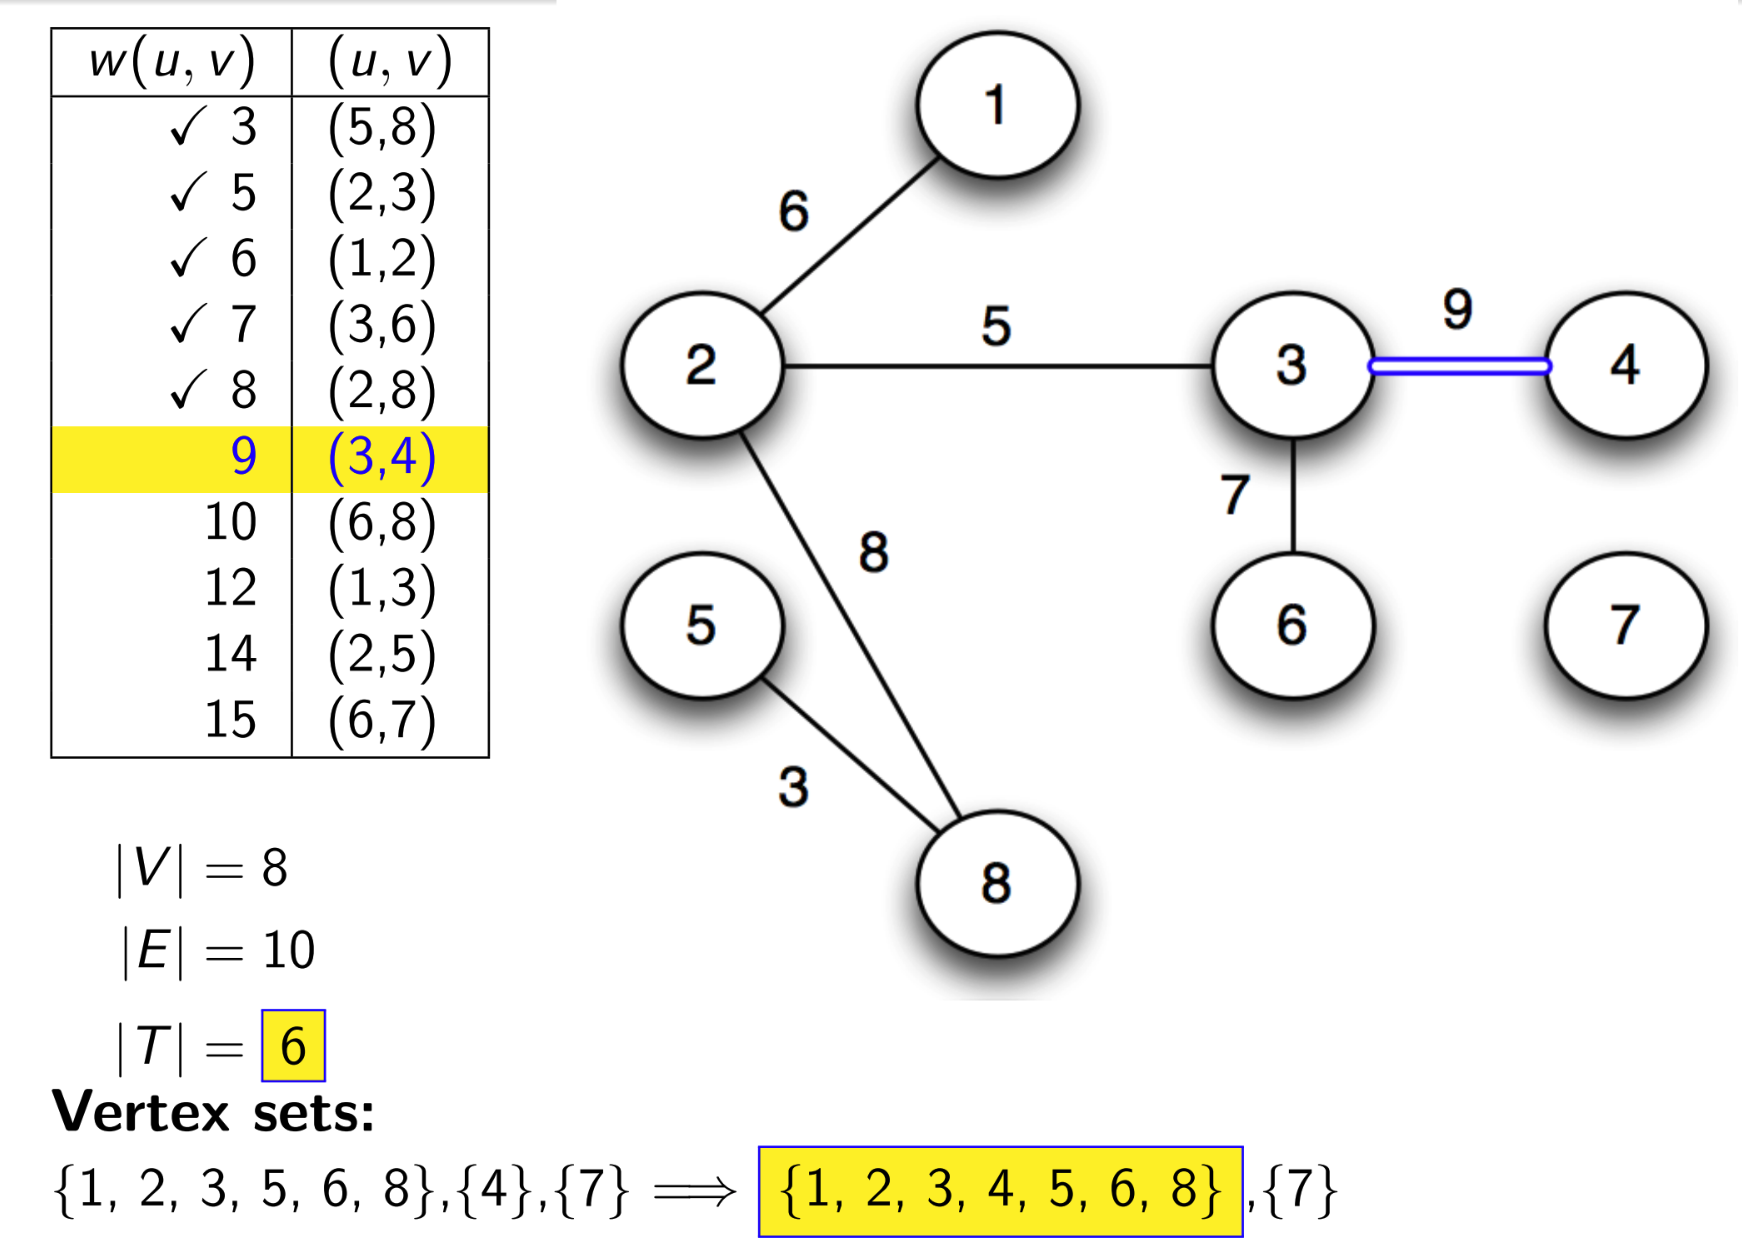 w(u, v) (u, v)
✓ 3 (5,8)
✓ 5 (2,3)
✓ 6 (1,2)
✓ 7 (3,6)
✓ 8 (2,8)
9 (3,4)
10 (6,8)
12 (1,3)
14 (2,5)
15 (6,7)
|V| = 8
|E| = 10
|T| = 6
Vertex sets:
{1, 2, 3, 5, 6, 8},{4},{7} ⟹ {1, 2, 3, 4, 5, 6, 8} ,{7}
1
6
5
9
2
3
4
7
8
5
6
7
3
8